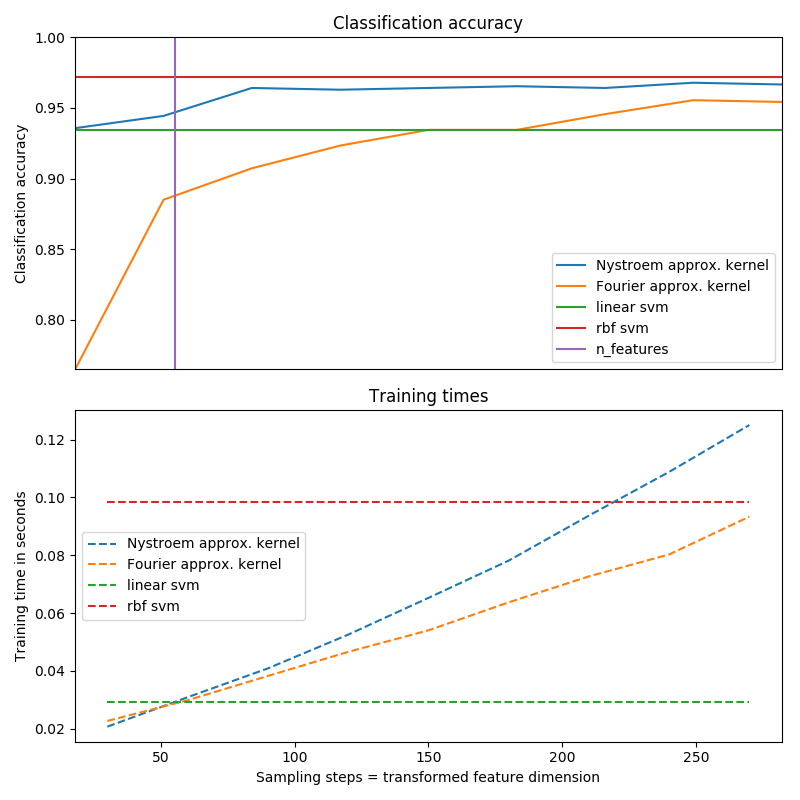 Classification accuracy
1.00
0.95
0.90
0.85
0.80
Classification accuracy
Nystroem approx. kernel
Fourier approx. kernel
linear svm
rbf svm
n_features
Training times
0.12
0.10
0.08
0.06
0.04
0.02
Training time in seconds
Nystroem approx. kernel
Fourier approx. kernel
linear svm
rbf svm
50 100 150 200 250
Sampling steps = transformed feature dimension